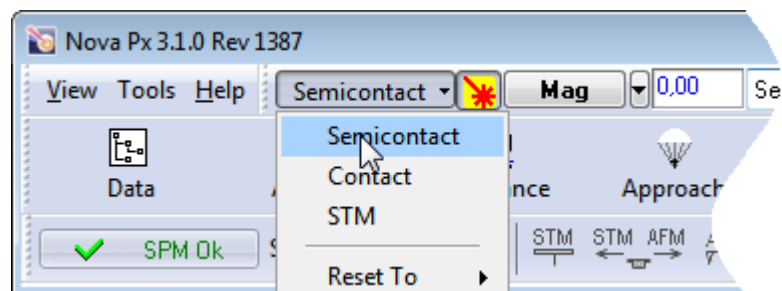 Nova Px 3.1.0 Rev 1387
View Tools Help Semicontact Mag 0,00 Se
Semicontact
Contact
STM
Reset To
Data nce Approach
SPM Ok S STM STM AFM